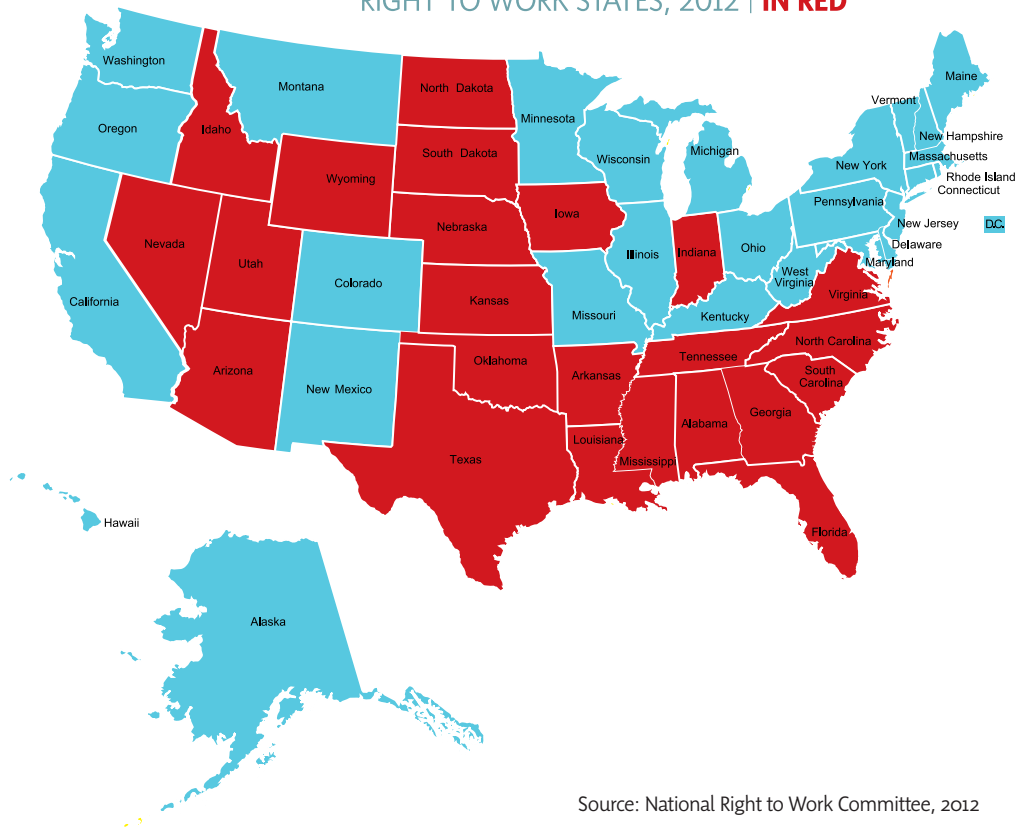 RIGHT TO WORK STATES, 2012 | IN RED
Washington
Montana
North Dakota
Minnesota
Maine
Vermont
Oregon
Idaho
New Hampshire
South Dakota
Wisconsin
Michigan
Massachusetts
New York
Wyoming
Rhode Island
Connecticut
Pennsylvania
Iowa
Nebraska
New Jersey
D.C.
Nevada
Utah
Illinois
Indiana
Ohio
Delaware
Maryland
West
Virginia
Colorado
California
Kansas
Virginia
Missouri
Kentucky
North Carolina
Tennessee
Oklahoma
Arizona
Arkansas
South
Carolina
New Mexico
Georgia
Alabama
Louisiana
Texas
Mississippi
Hawaii
Florida
Alaska
Source: National Right to Work Committee, 2012